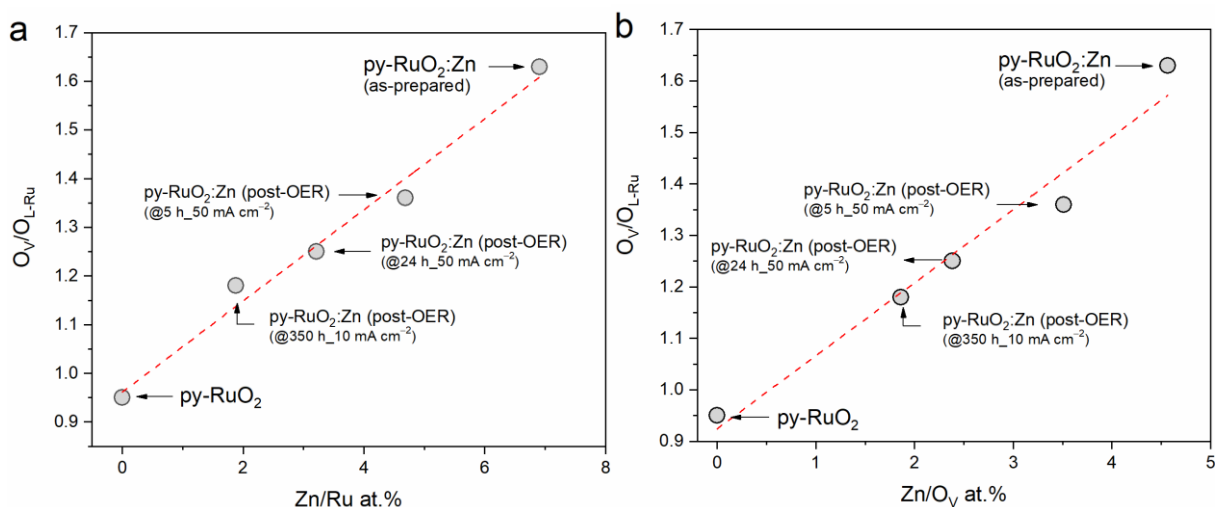 a
1.7
1.6
1.5
1.4
1.3
1.2
1.1
1.0
0.9
O_V/O_L-Ru
py-RuO₂:Zn
(as-prepared)
py-RuO₂:Zn (post-OER)
(@5 h_50 mA cm⁻²)
py-RuO₂:Zn (post-OER)
(@24 h_50 mA cm⁻²)
py-RuO₂:Zn (post-OER)
(@350 h_10 mA cm⁻²)
py-RuO₂
0 2 4 6 8
Zn/Ru at.%
b
1.7
1.6
1.5
1.4
1.3
1.2
1.1
1.0
0.9
O_V/O_L-Ru
py-RuO₂:Zn
(as-prepared)
py-RuO₂:Zn (post-OER)
(@5 h_50 mA cm⁻²)
py-RuO₂:Zn (post-OER)
(@24 h_50 mA cm⁻²)
py-RuO₂:Zn (post-OER)
(@350 h_10 mA cm⁻²)
py-RuO₂
0 1 2 3 4 5
Zn/O_V at.%